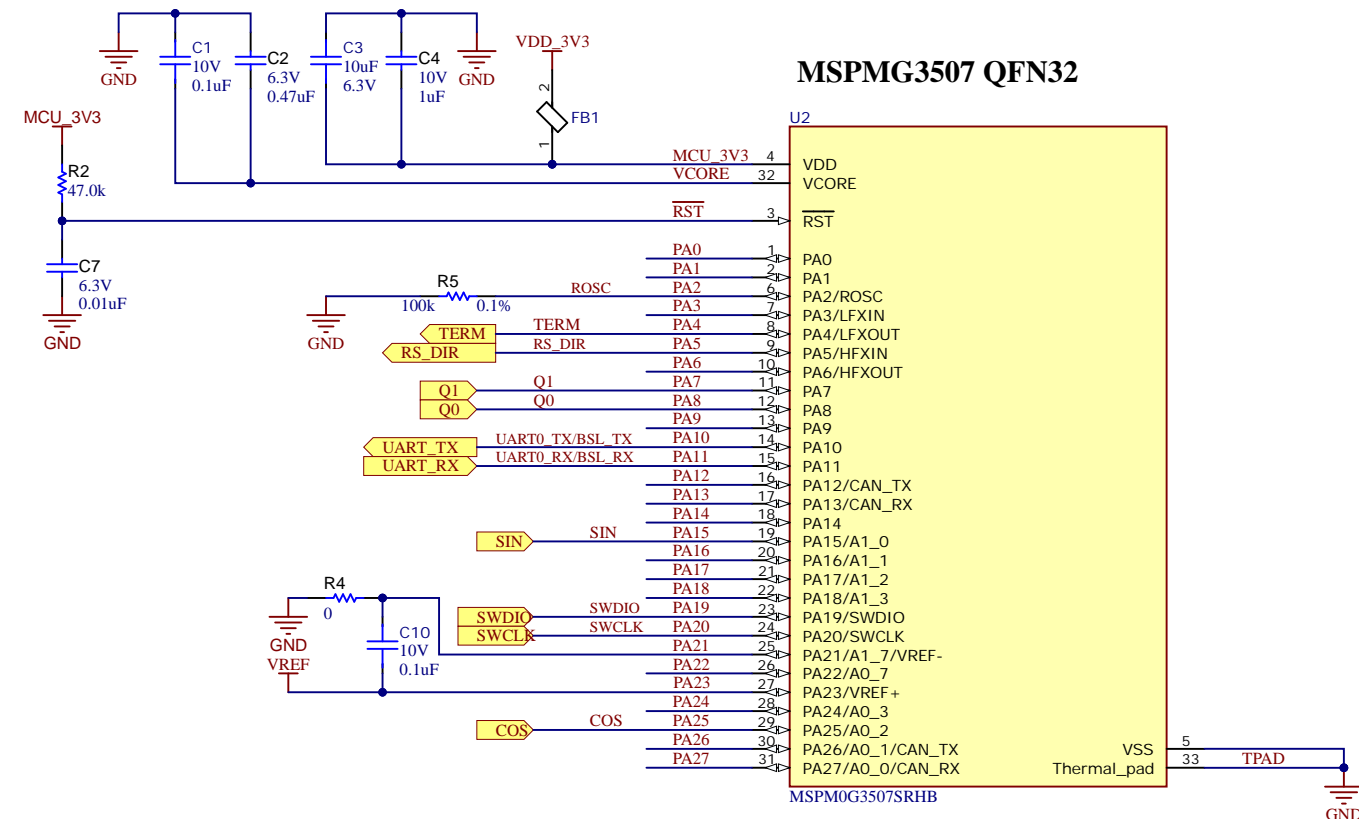 MSPMG3507 QFN32
C1
10V
0.1uF
GND
C2
6.3V
0.47uF
C3
10uF
6.3V
C4
10V
1uF
GND
VDD_3V3
2
FB1
1
MCU_3V3
R2
47.0k
C7
6.3V
0.01uF
GND
U2
MCU_3V3 4 VDD
VCORE 32 VCORE
RST 3 RST
PA0 1 PA0
PA1 2 PA1
R5
100k 0.1%
GND
ROSC PA2 6 PA2/ROSC
PA3 7 PA3/LFXIN
TERM TERM PA4 8 PA4/LFXOUT
RS_DIR RS_DIR PA5 9 PA5/HFXIN
PA6 10 PA6/HFXOUT
Q1 Q1 PA7 11 PA7
Q0 Q0 PA8 12 PA8
PA9 13 PA9
UART_TX UART0_TX/BSL_TX PA10 14 PA10
UART_RX UART0_RX/BSL_RX PA11 15 PA11
PA12 16 PA12/CAN_TX
PA13 17 PA13/CAN_RX
PA14 18 PA14
SIN SIN PA15 19 PA15/A1_0
PA16 20 PA16/A1_1
PA17 21 PA17/A1_2
PA18 22 PA18/A1_3
SWDIO SWDIO PA19 23 PA19/SWDIO
SWCLK SWCLK PA20 24 PA20/SWCLK
R4
0
GND
VREF
C10
10V
0.1uF
PA21 25 PA21/A1_7/VREF-
PA22 26 PA22/A0_7
PA23 27 PA23/VREF+
PA24 28 PA24/A0_3
COS COS PA25 29 PA25/A0_2
PA26 30 PA26/A0_1/CAN_TX
PA27 31 PA27/A0_0/CAN_RX
VSS 5
Thermal_pad 33 TPAD
GND
MSPM0G3507SRHB